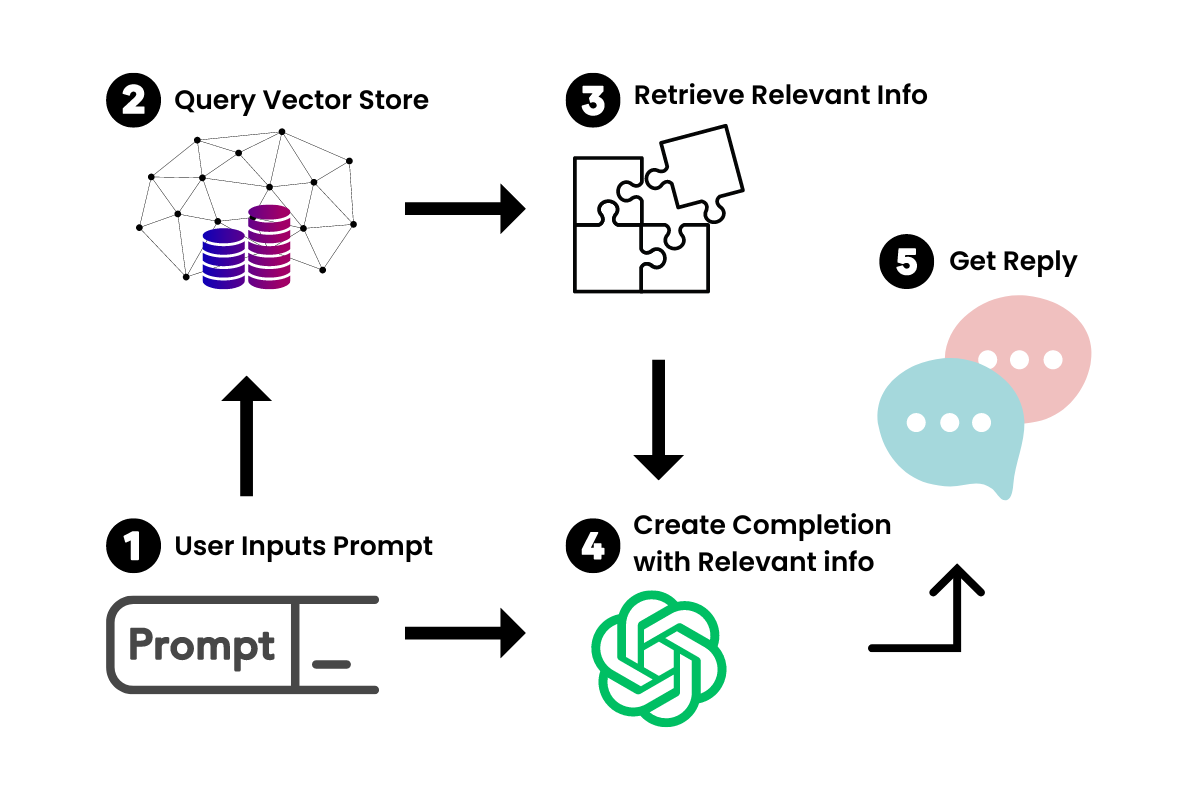 2 Query Vector Store
3 Retrieve Relevant Info
5 Get Reply
1 User Inputs Prompt
Prompt _
4 Create Completion
with Relevant info